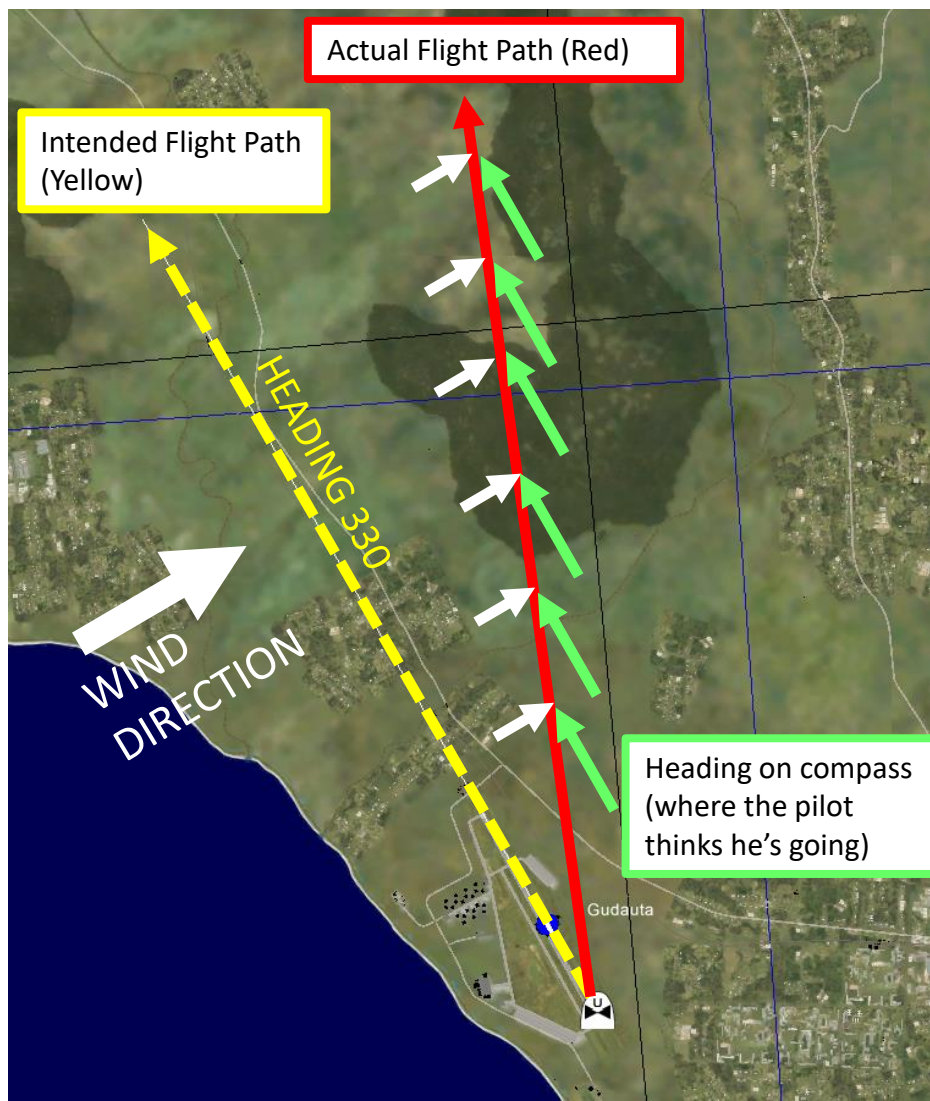 Actual Flight Path (Red)
Intended Flight Path
(Yellow)
HEADING 330
WIND
DIRECTION
Heading on compass
(where the pilot
thinks he’s going)
Gudauta
U